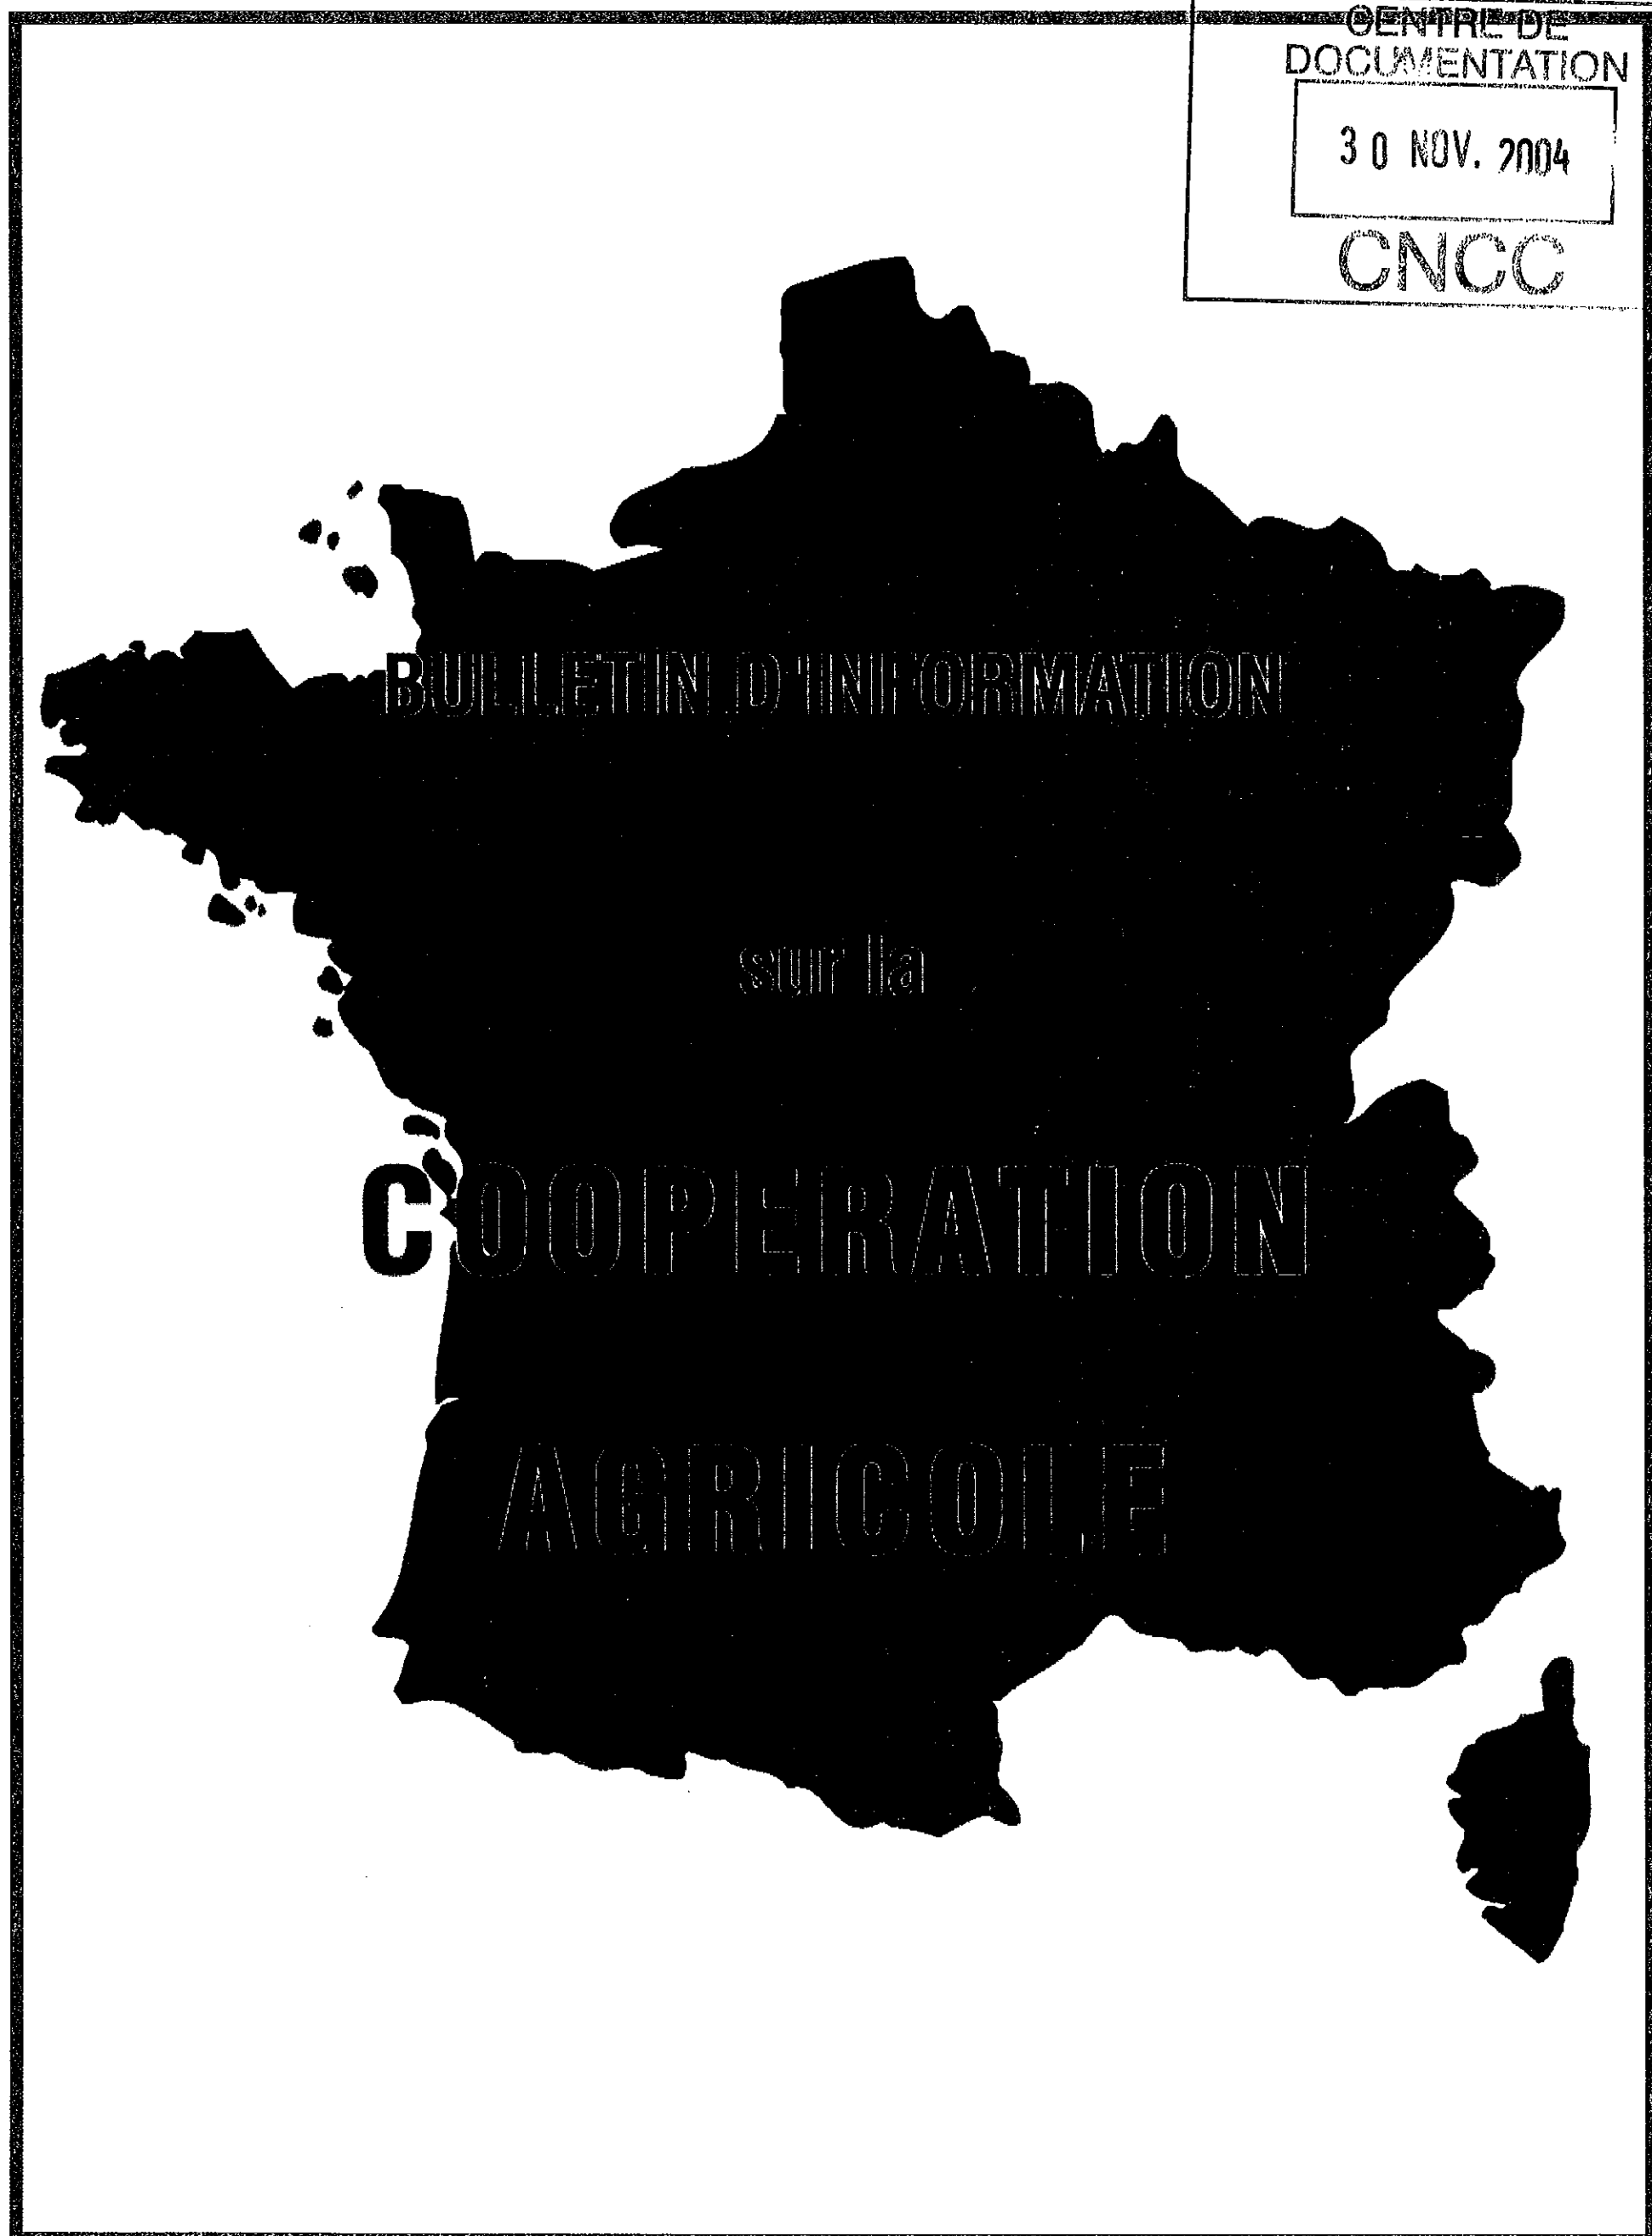 CENTRE DE
DOCUMENTATION
30 NOV. 2004
CNCC
BULLETIN D'INFORMATION
sur la
COOPERATION
AGRICOLE